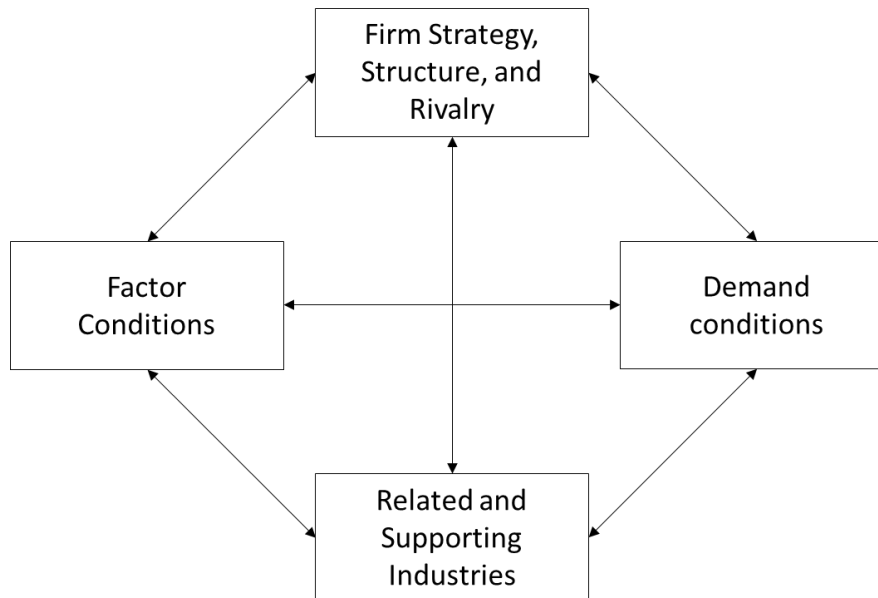 Firm Strategy,
Structure, and
Rivalry
Factor
Conditions
Demand
conditions
Related and
Supporting
Industries